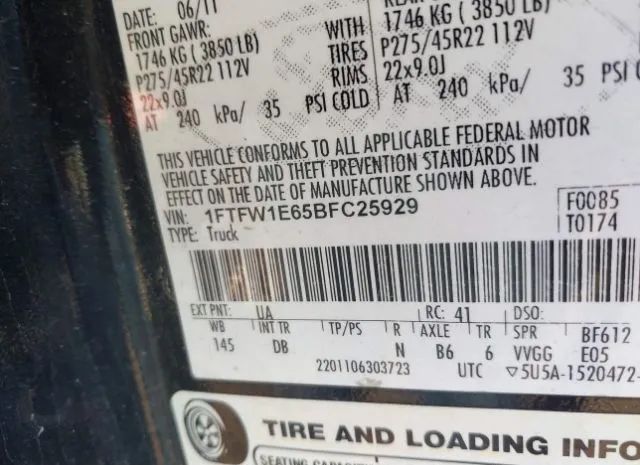 DATE: 06/11
FRONT GAWR:
1746 KG ( 3850 LB)
P275/45R22 112V
22x9.0J
AT 240 kPa/ 35 PSI COLD
WITH
TIRES
RIMS
1746 KG ( 3850 LB)
P275/45R22 112V
22x9.0J
AT 240 kPa/ 35 PSI
THIS VEHICLE CONFORMS TO ALL APPLICABLE FEDERAL MOTOR
VEHICLE SAFETY AND THEFT PREVENTION STANDARDS IN
EFFECT ON THE DATE OF MANUFACTURE SHOWN ABOVE.
VIN: 1FTFW1E65BFC25929
TYPE: Truck
F0085
T0174
EXT PNT: UA RC: 41 DSO:
WB INT TR TP/PS R AXLE TR SPR BF612
145 DB N B6 6 VVGG E05
2201106303723 UTC ▽5U5A-1520472-
TIRE AND LOADING INFO